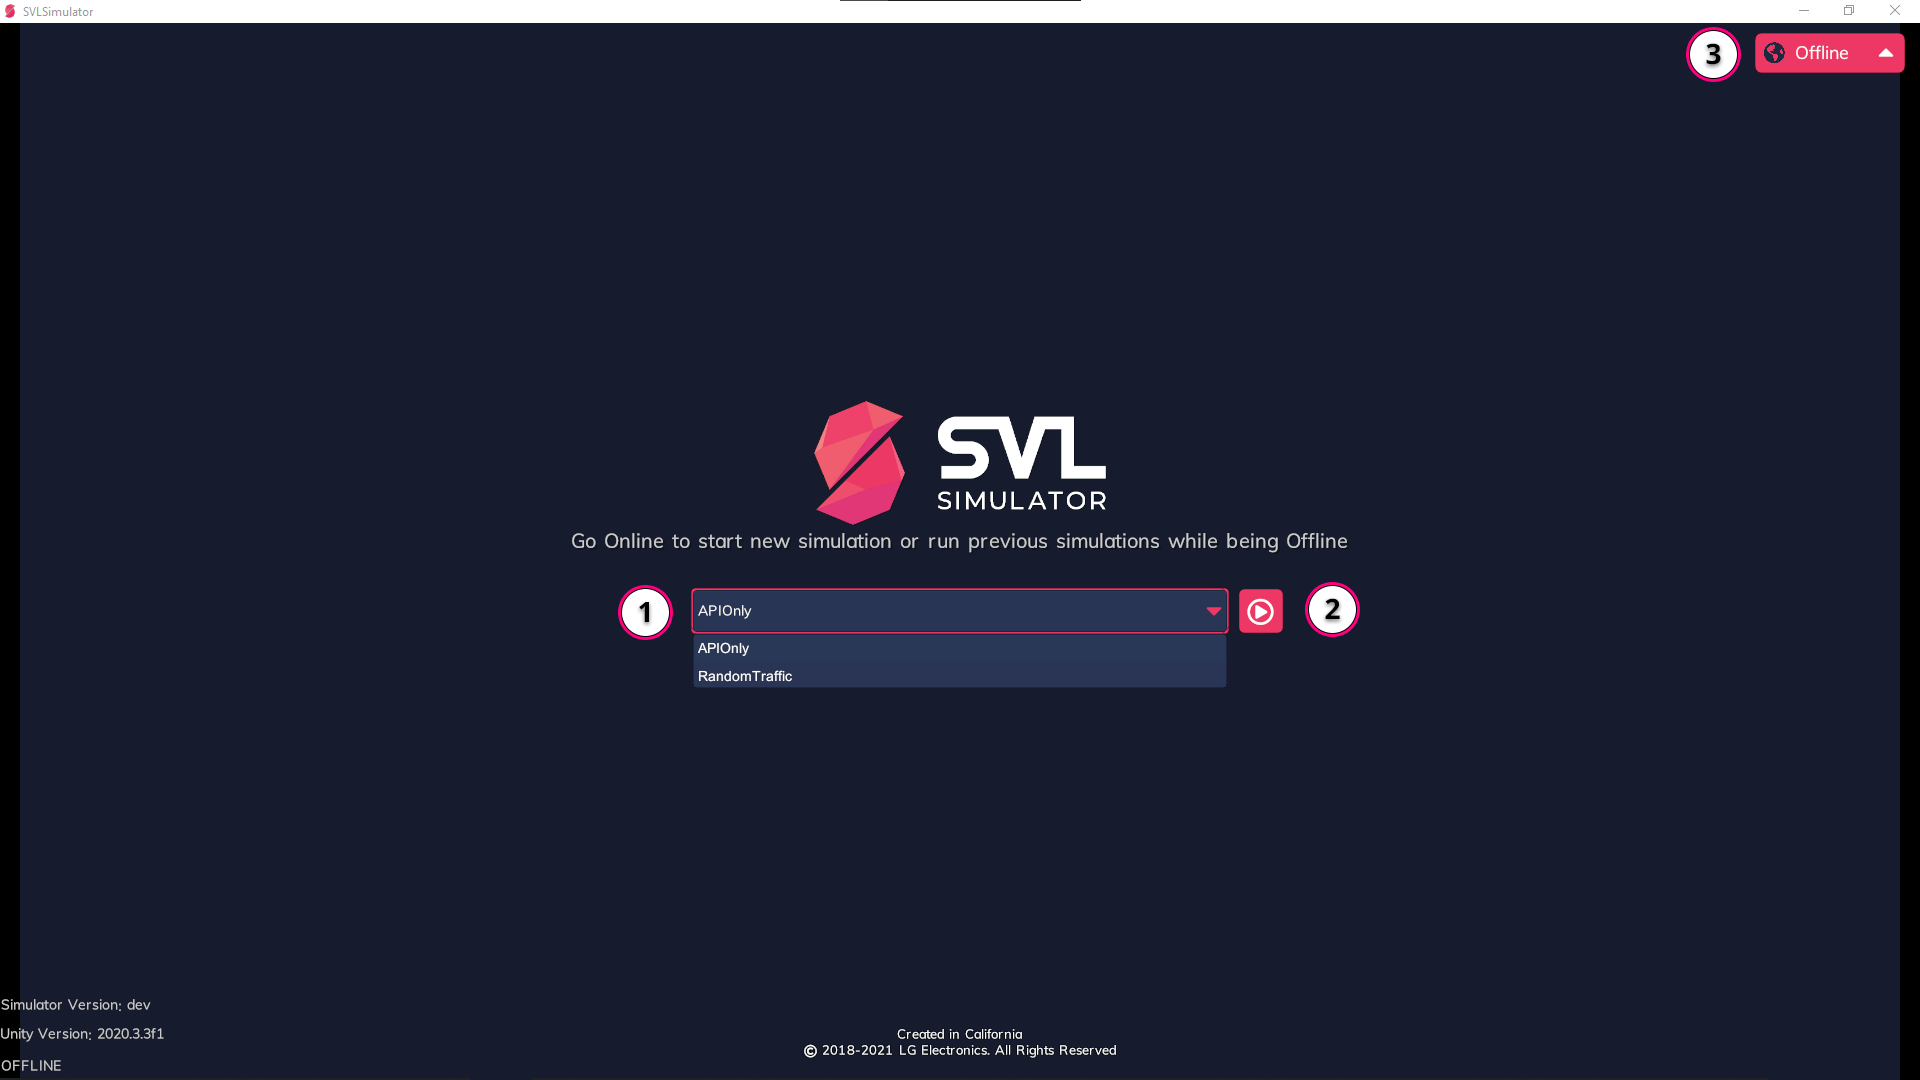 SVLSimulator
3
Offline
SVL
SIMULATOR
Go Online to start new simulation or run previous simulations while being Offline
1
APIOnly
2
APIOnly
RandomTraffic
Simulator Version: dev
Unity Version: 2020.3.3f1
OFFLINE
Created in California
© 2018-2021 LG Electronics. All Rights Reserved